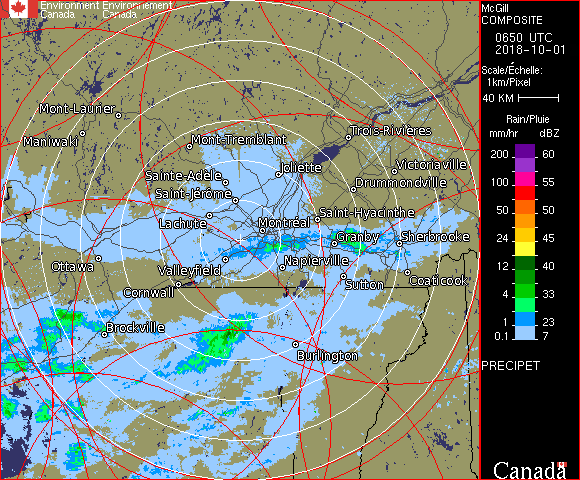 Environment Environnement
Canada Canada
McGill
COMPOSITE
0650 UTC
2018-10-01
Scale/Échelle:
1km/Pixel
40 KM
Rain/Pluie
mm/hr dBZ
200 60
100 55
50 50
24 45
12 40
4 33
1 23
0.1 7
PRECIPET
Canada
Mont-Laurier
Maniwaki
Mont-Tremblant
Trois-Rivières
Sainte-Adèle
Joliette
Victoriaville
Saint-Jérôme
Drummondville
Lachute
Montréal
Saint-Hyacinthe
Granby
Sherbrooke
Ottawa
Valleyfield
Napierville
Cornwall
Sutton
Coaticook
Brockville
Burlington